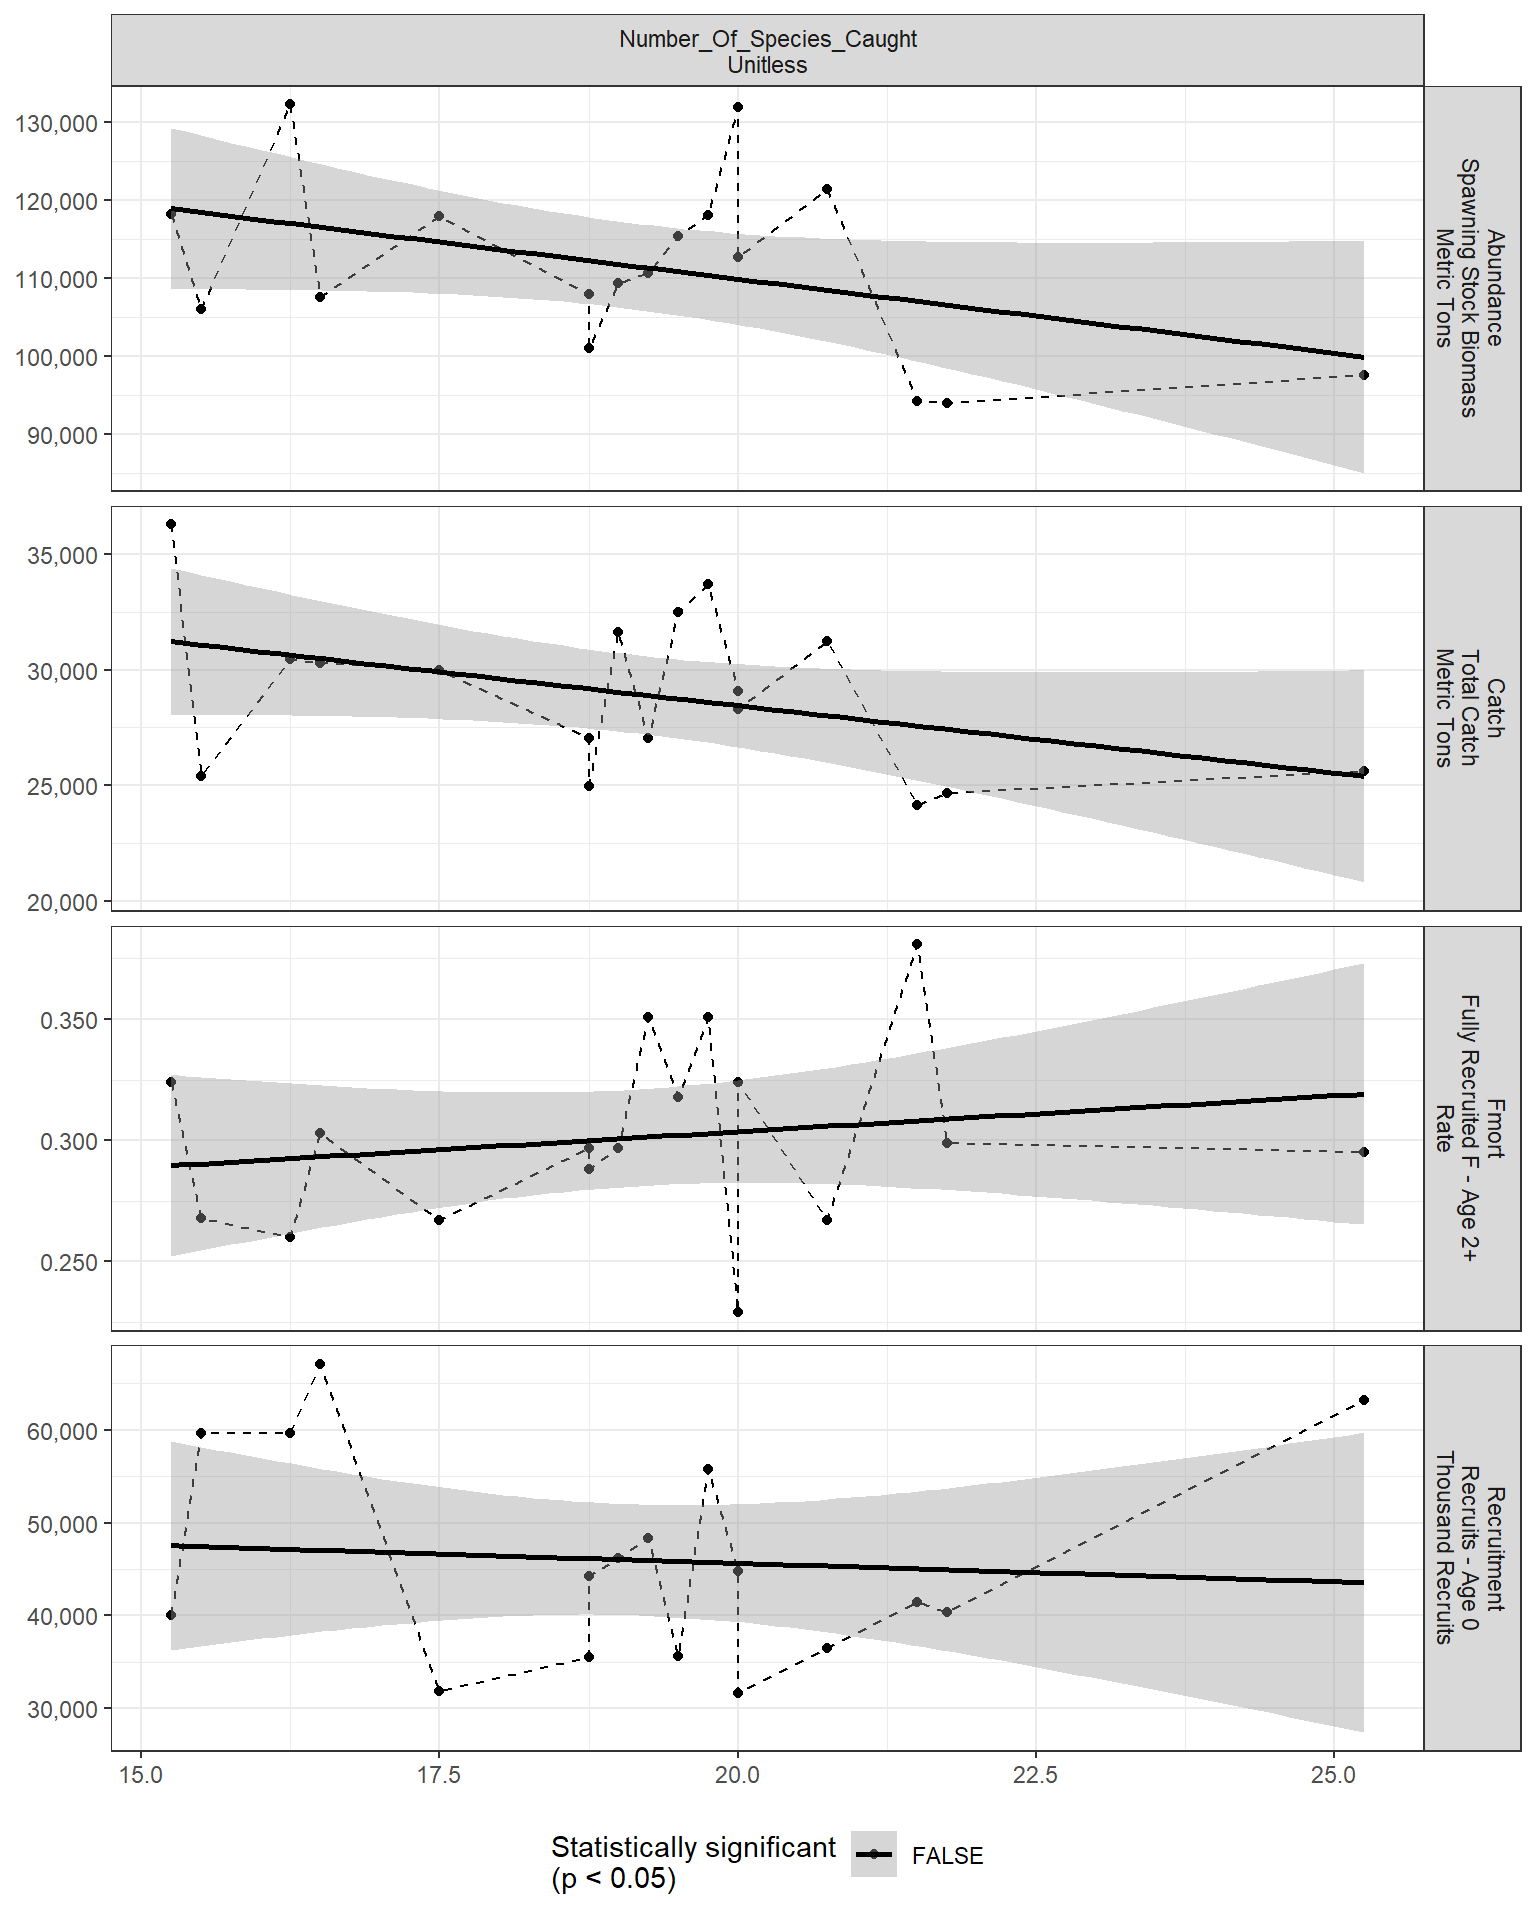 Number_Of_Species_Caught
Unitless
130,000
120,000
110,000
100,000
90,000
Abundance
Spawning Stock Biomass
Metric Tons
35,000
30,000
25,000
20,000
Catch
Total Catch
Metric Tons
0.350
0.300
0.250
Fmort
Fully Recruited F - Age 2+
Rate
60,000
50,000
40,000
30,000
Recruitment
Recruits - Age 0
Thousand Recruits
15.0 17.5 20.0 22.5 25.0
Statistically significant
(p < 0.05)
FALSE